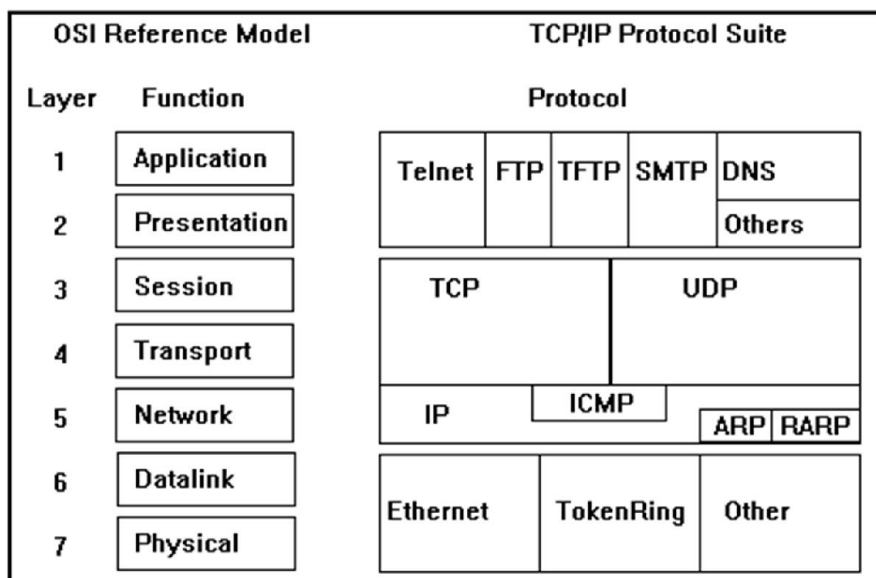 OSI Reference Model TCP/IP Protocol Suite
Layer Function Protocol
1 Application Telnet FTP TFTP SMTP DNS
2 Presentation Others
3 Session TCP UDP
4 Transport
5 Network IP ICMP
ARP RARP
6 Datalink
Ethernet TokenRing Other
7 Physical